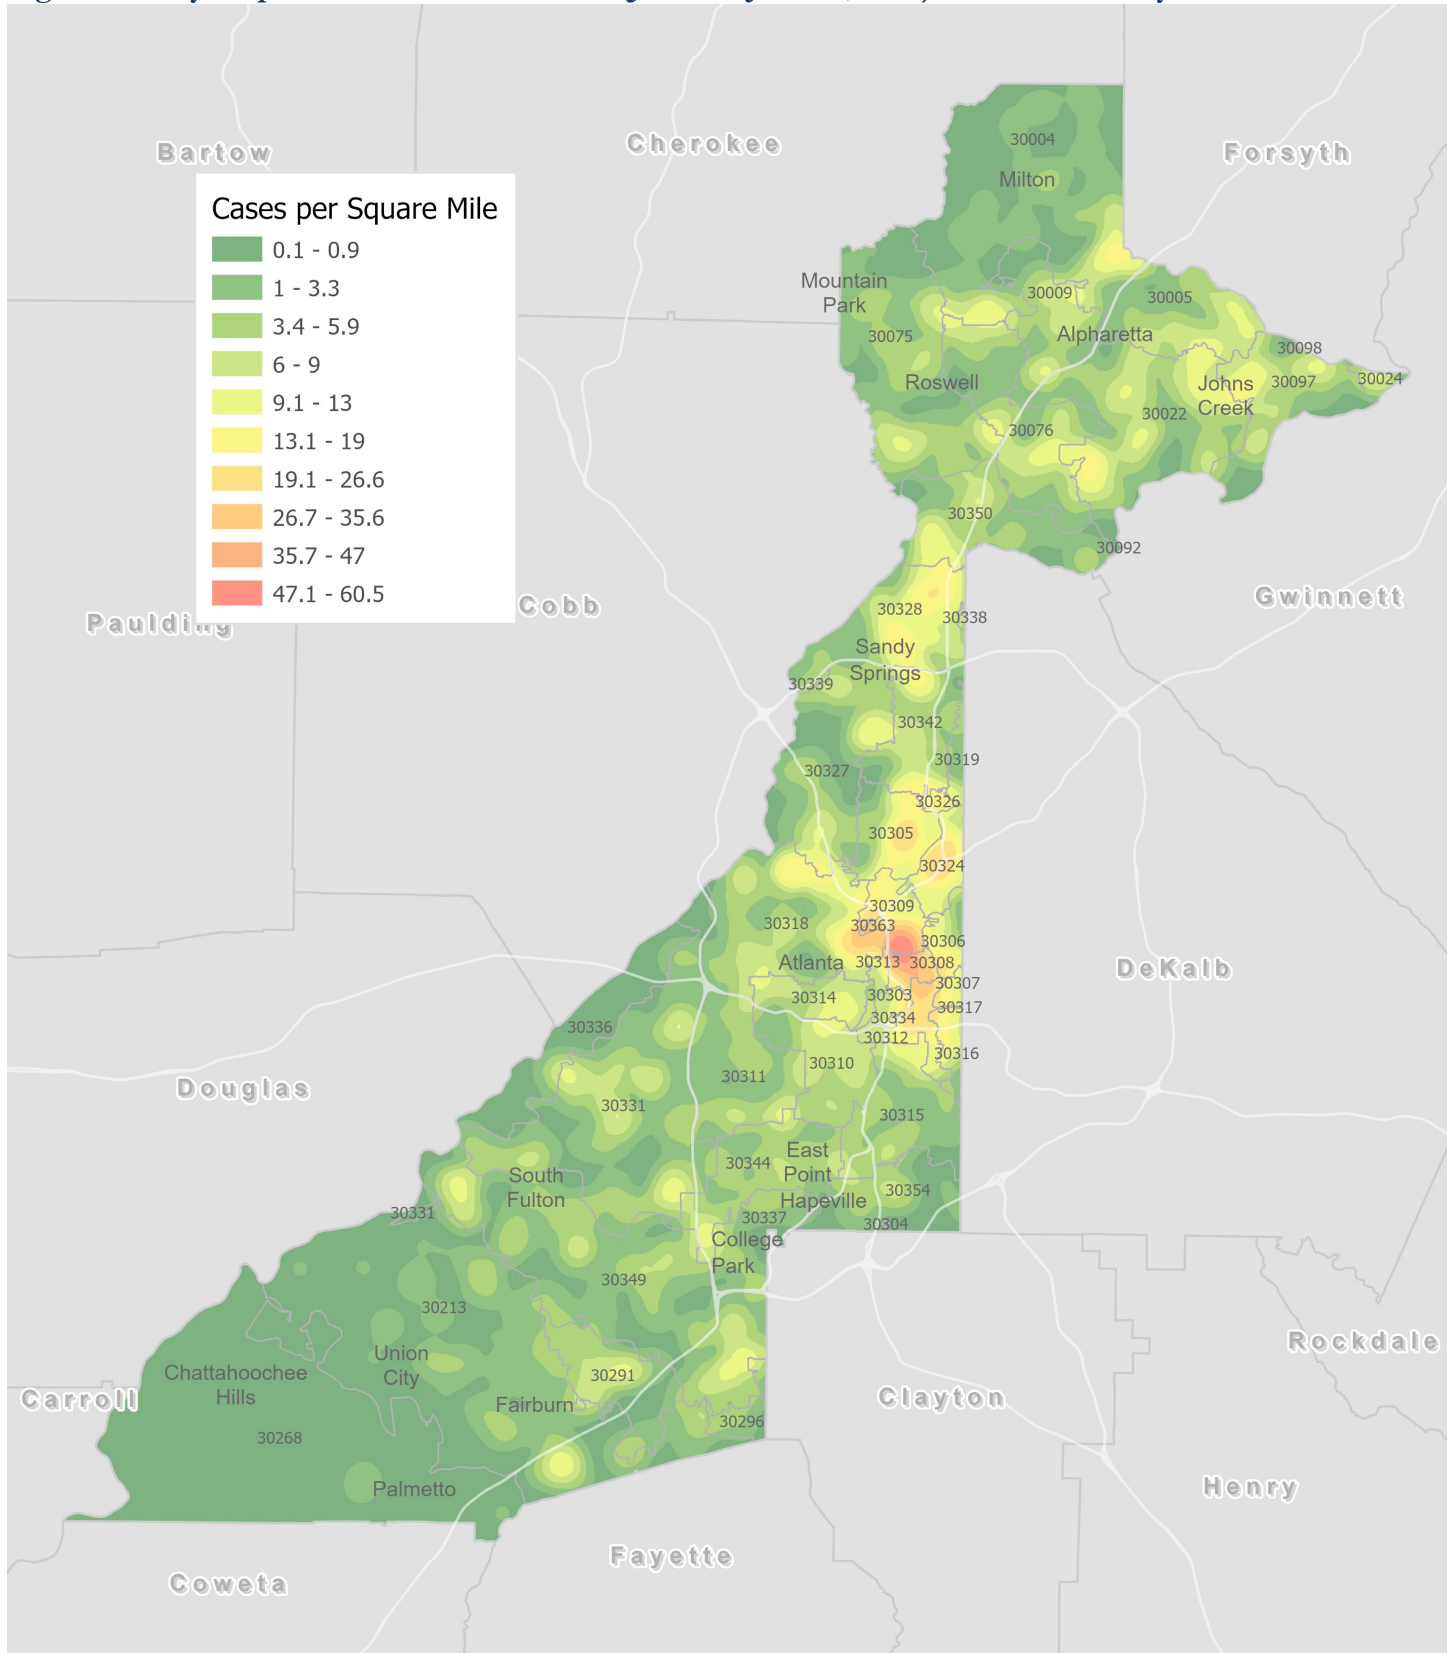 Bartow
Cherokee
Forsyth
30004
Milton
Cases per Square Mile
0.1 - 0.9
1 - 3.3
3.4 - 5.9
6 - 9
9.1 - 13
13.1 - 19
19.1 - 26.6
26.7 - 35.6
35.7 - 47
47.1 - 60.5
Mountain
Park
30009
30005
30075
Alpharetta
30098
Roswell
Johns
Creek
30097
30024
30022
30076
30350
30092
Paulding
Cobb
Gwinnett
30328
30338
Sandy
Springs
30339
30342
30319
30327
30326
30305
30324
30309
30318
30363
30306
Atlanta
30313
30308
DeKalb
30307
30314
30303
30317
30334
30336
30312
30316
30310
30311
Douglas
30331
30315
East
Point
30344
South
Fulton
30354
Hapeville
30331
30337
30304
College
Park
30349
30213
Rockdale
Union
City
Chattahoochee
Hills
30291
Carroll
Clayton
Fairburn
30296
30268
Palmetto
Henry
Fayette
Coweta